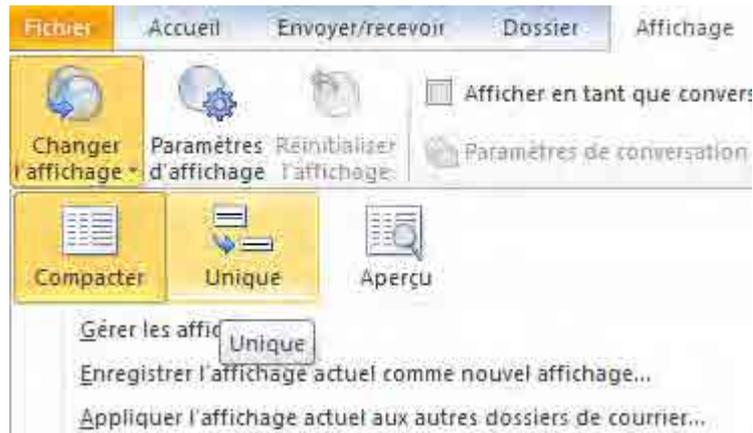 Fichier Accueil Envoyer/recevoir Dossier Affichage
Changer l'affichage
Paramètres d'affichage
Réinitialiser l'affichage
Afficher en tant que convers
Paramètres de conversation
Compacter Unique Aperçu
Gérer les affic
Unique
Enregistrer l'affichage actuel comme nouvel affichage...
Appliquer l'affichage actuel aux autres dossiers de courrier...